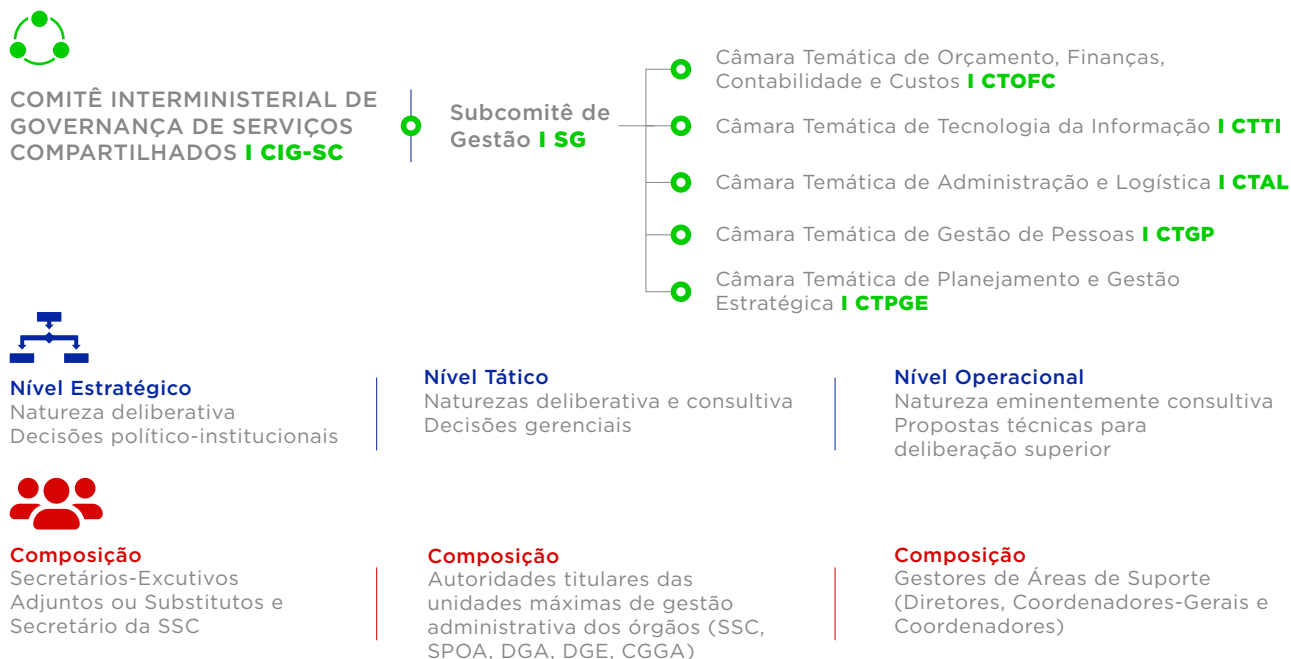 COMITÊ INTERMINISTERIAL DE
GOVERNANÇA DE SERVIÇOS
COMPARTILHADOS I CIG-SC
Subcomitê de
Gestão I SG
Câmara Temática de Orçamento, Finanças,
Contabilidade e Custos I CTOFC
Câmara Temática de Tecnologia da Informação I CTTI
Câmara Temática de Administração e Logística I CTAL
Câmara Temática de Gestão de Pessoas I CTGP
Câmara Temática de Planejamento e Gestão
Estratégica I CTPGE
Nível Estratégico
Natureza deliberativa
Decisões político-institucionais
Nível Tático
Naturezas deliberativa e consultiva
Decisões gerenciais
Nível Operacional
Natureza eminentemente consultiva
Propostas técnicas para
deliberação superior
Composição
Secretários-Excutivos
Adjuntos ou Substitutos e
Secretário da SSC
Composição
Autoridades titulares das
unidades máximas de gestão
administrativa dos órgãos (SSC,
SPOA, DGA, DGE, CGGA)
Composição
Gestores de Áreas de Suporte
(Diretores, Coordenadores-Gerais e
Coordenadores)